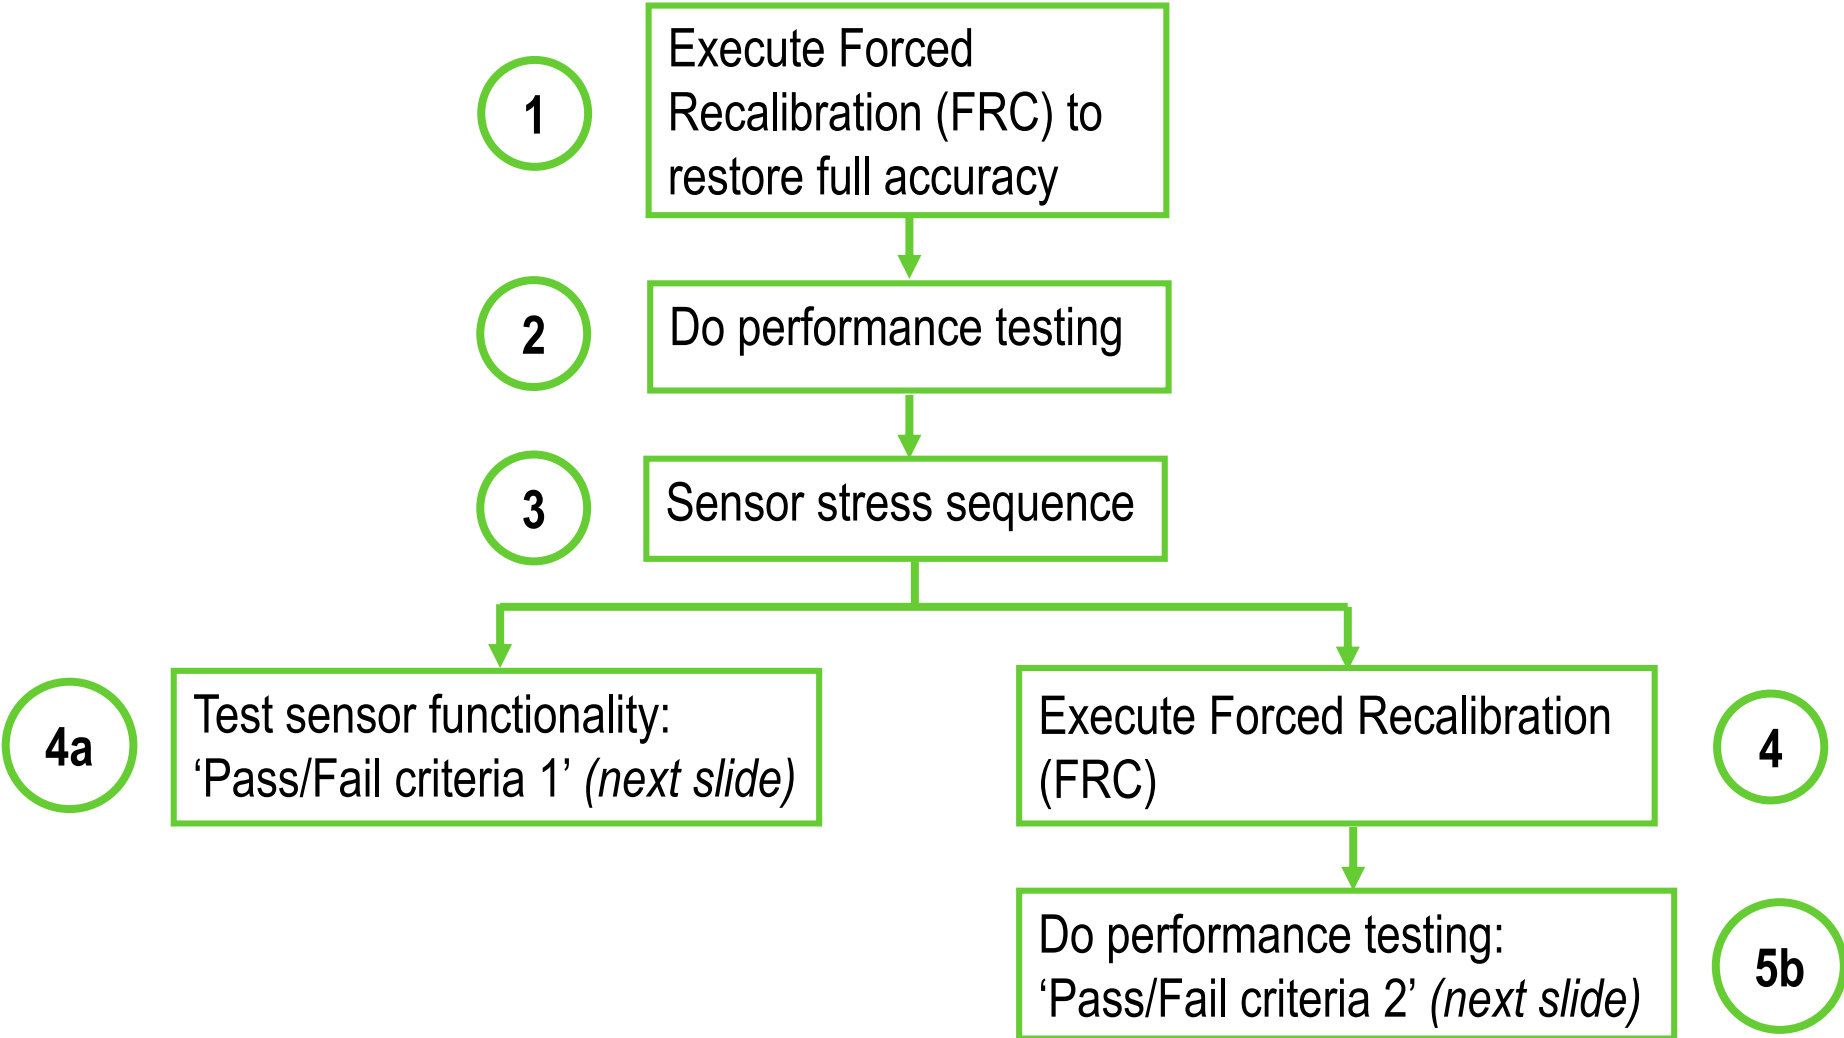 1
Execute Forced
Recalibration (FRC) to
restore full accuracy
2
Do performance testing
3
Sensor stress sequence
4a
Test sensor functionality:
‘Pass/Fail criteria 1’ (next slide)
Execute Forced Recalibration
(FRC)
4
Do performance testing:
‘Pass/Fail criteria 2’ (next slide)
5b